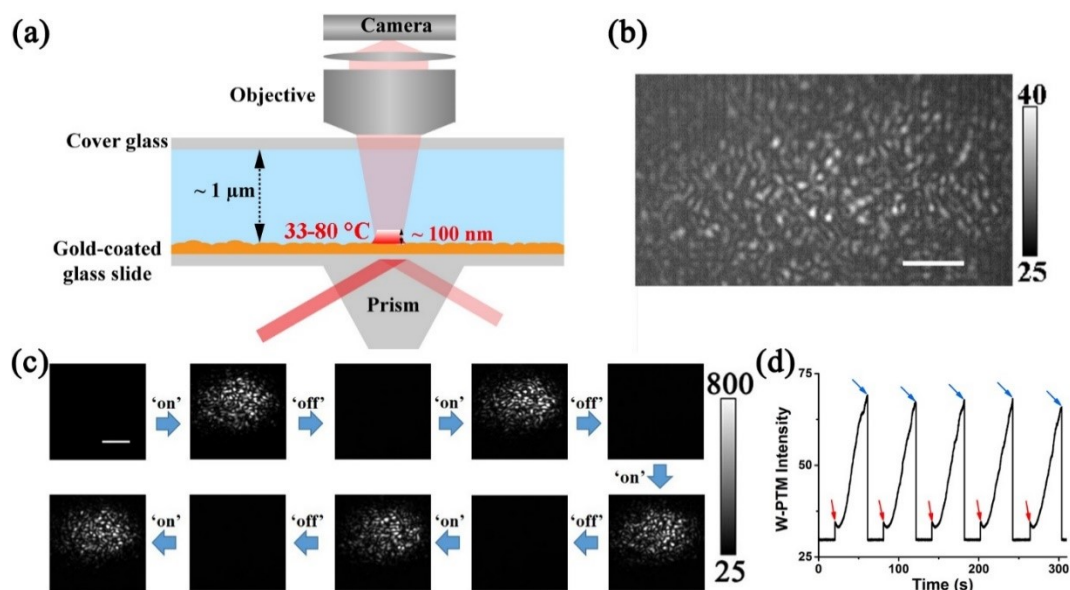 (a)
Camera
Objective
Cover glass
~ 1 μm
33-80 °C
~ 100 nm
Gold-coated
glass slide
Prism
(b)
40
25
(c)
'on'
'off'
'on'
'off'
'on'
'on'
'off'
'on'
'off'
800
25
(d)
W-PTM Intensity
75
50
25
0
100
200
300
Time (s)